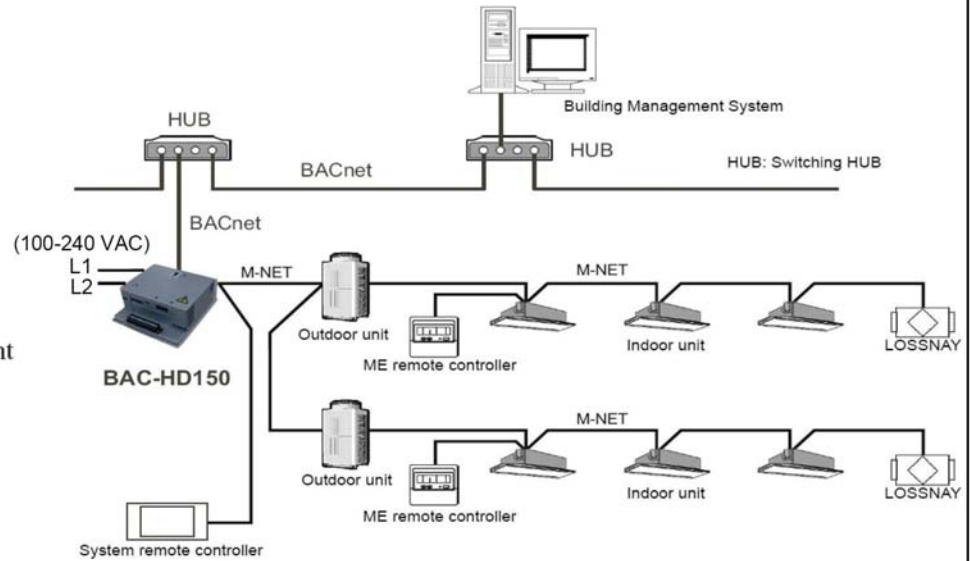 Building Management System
HUB
HUB
HUB: Switching HUB
BACnet
BACnet
(100-240 VAC)
L1
L2
M-NET
M-NET
Outdoor unit
ME remote controller
Indoor unit
LOSSNAY
BAC-HD150
M-NET
Outdoor unit
ME remote controller
Indoor unit
LOSSNAY
System remote controller